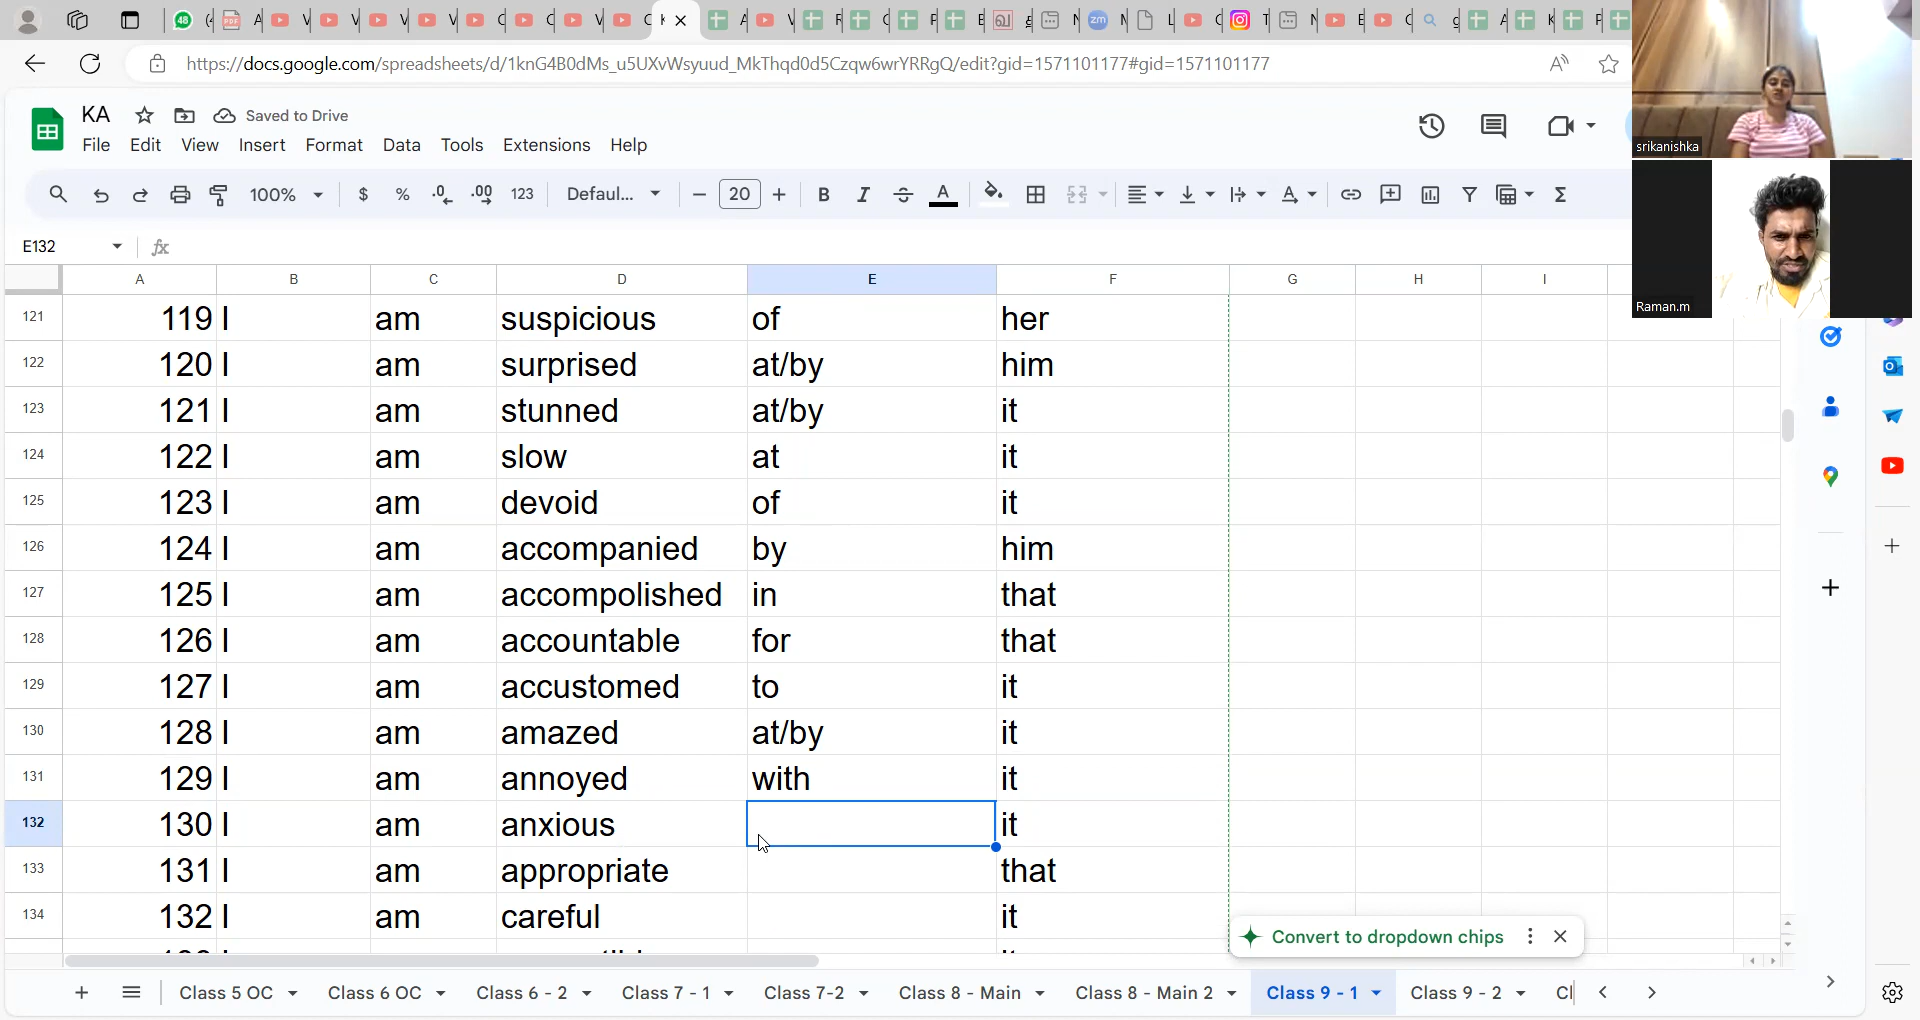 https://docs.google.com/spreadsheets/d/1knG4B0dMs_u5UXvWsyuud_MkThqd0d5Czqw6wrYRRgQ/edit?gid=1571101177#gid=1571101177
KA Saved to Drive
File Edit View Insert Format Data Tools Extensions Help
100% $ % .0 .00 123 Defaul... 20 B I A
E132 fx
A B C D E F G H I
121 119 I am suspicious of her
122 120 I am surprised at/by him
123 121 I am stunned at/by it
124 122 I am slow at it
125 123 I am devoid of it
126 124 I am accompanied by him
127 125 I am accompolished in that
128 126 I am accountable for that
129 127 I am accustomed to it
130 128 I am amazed at/by it
131 129 I am annoyed with it
132 130 I am anxious it
133 131 I am appropriate that
134 132 I am careful it
Convert to dropdown chips
Class 5 OC Class 6 OC Class 6 - 2 Class 7 - 1 Class 7-2 Class 8 - Main Class 8 - Main 2 Class 9 - 1 Class 9 - 2 Cl
srikanishka
Raman.m